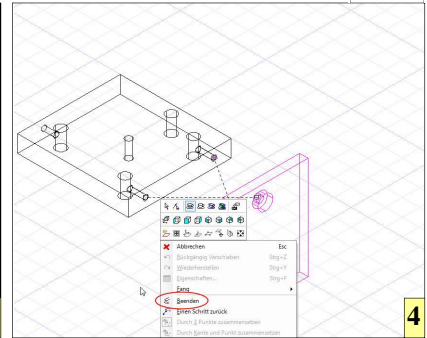 Abbrechen Esc
Rückgängig Verschieben Strg+Z
Wiederherstellen Strg+Y
Eigenschaften... Strg+F
Fang
Beenden
Einen Schritt zurück
Durch 3 Punkte zusammensetzen
Durch Kante und Punkt zusammensetzen
4